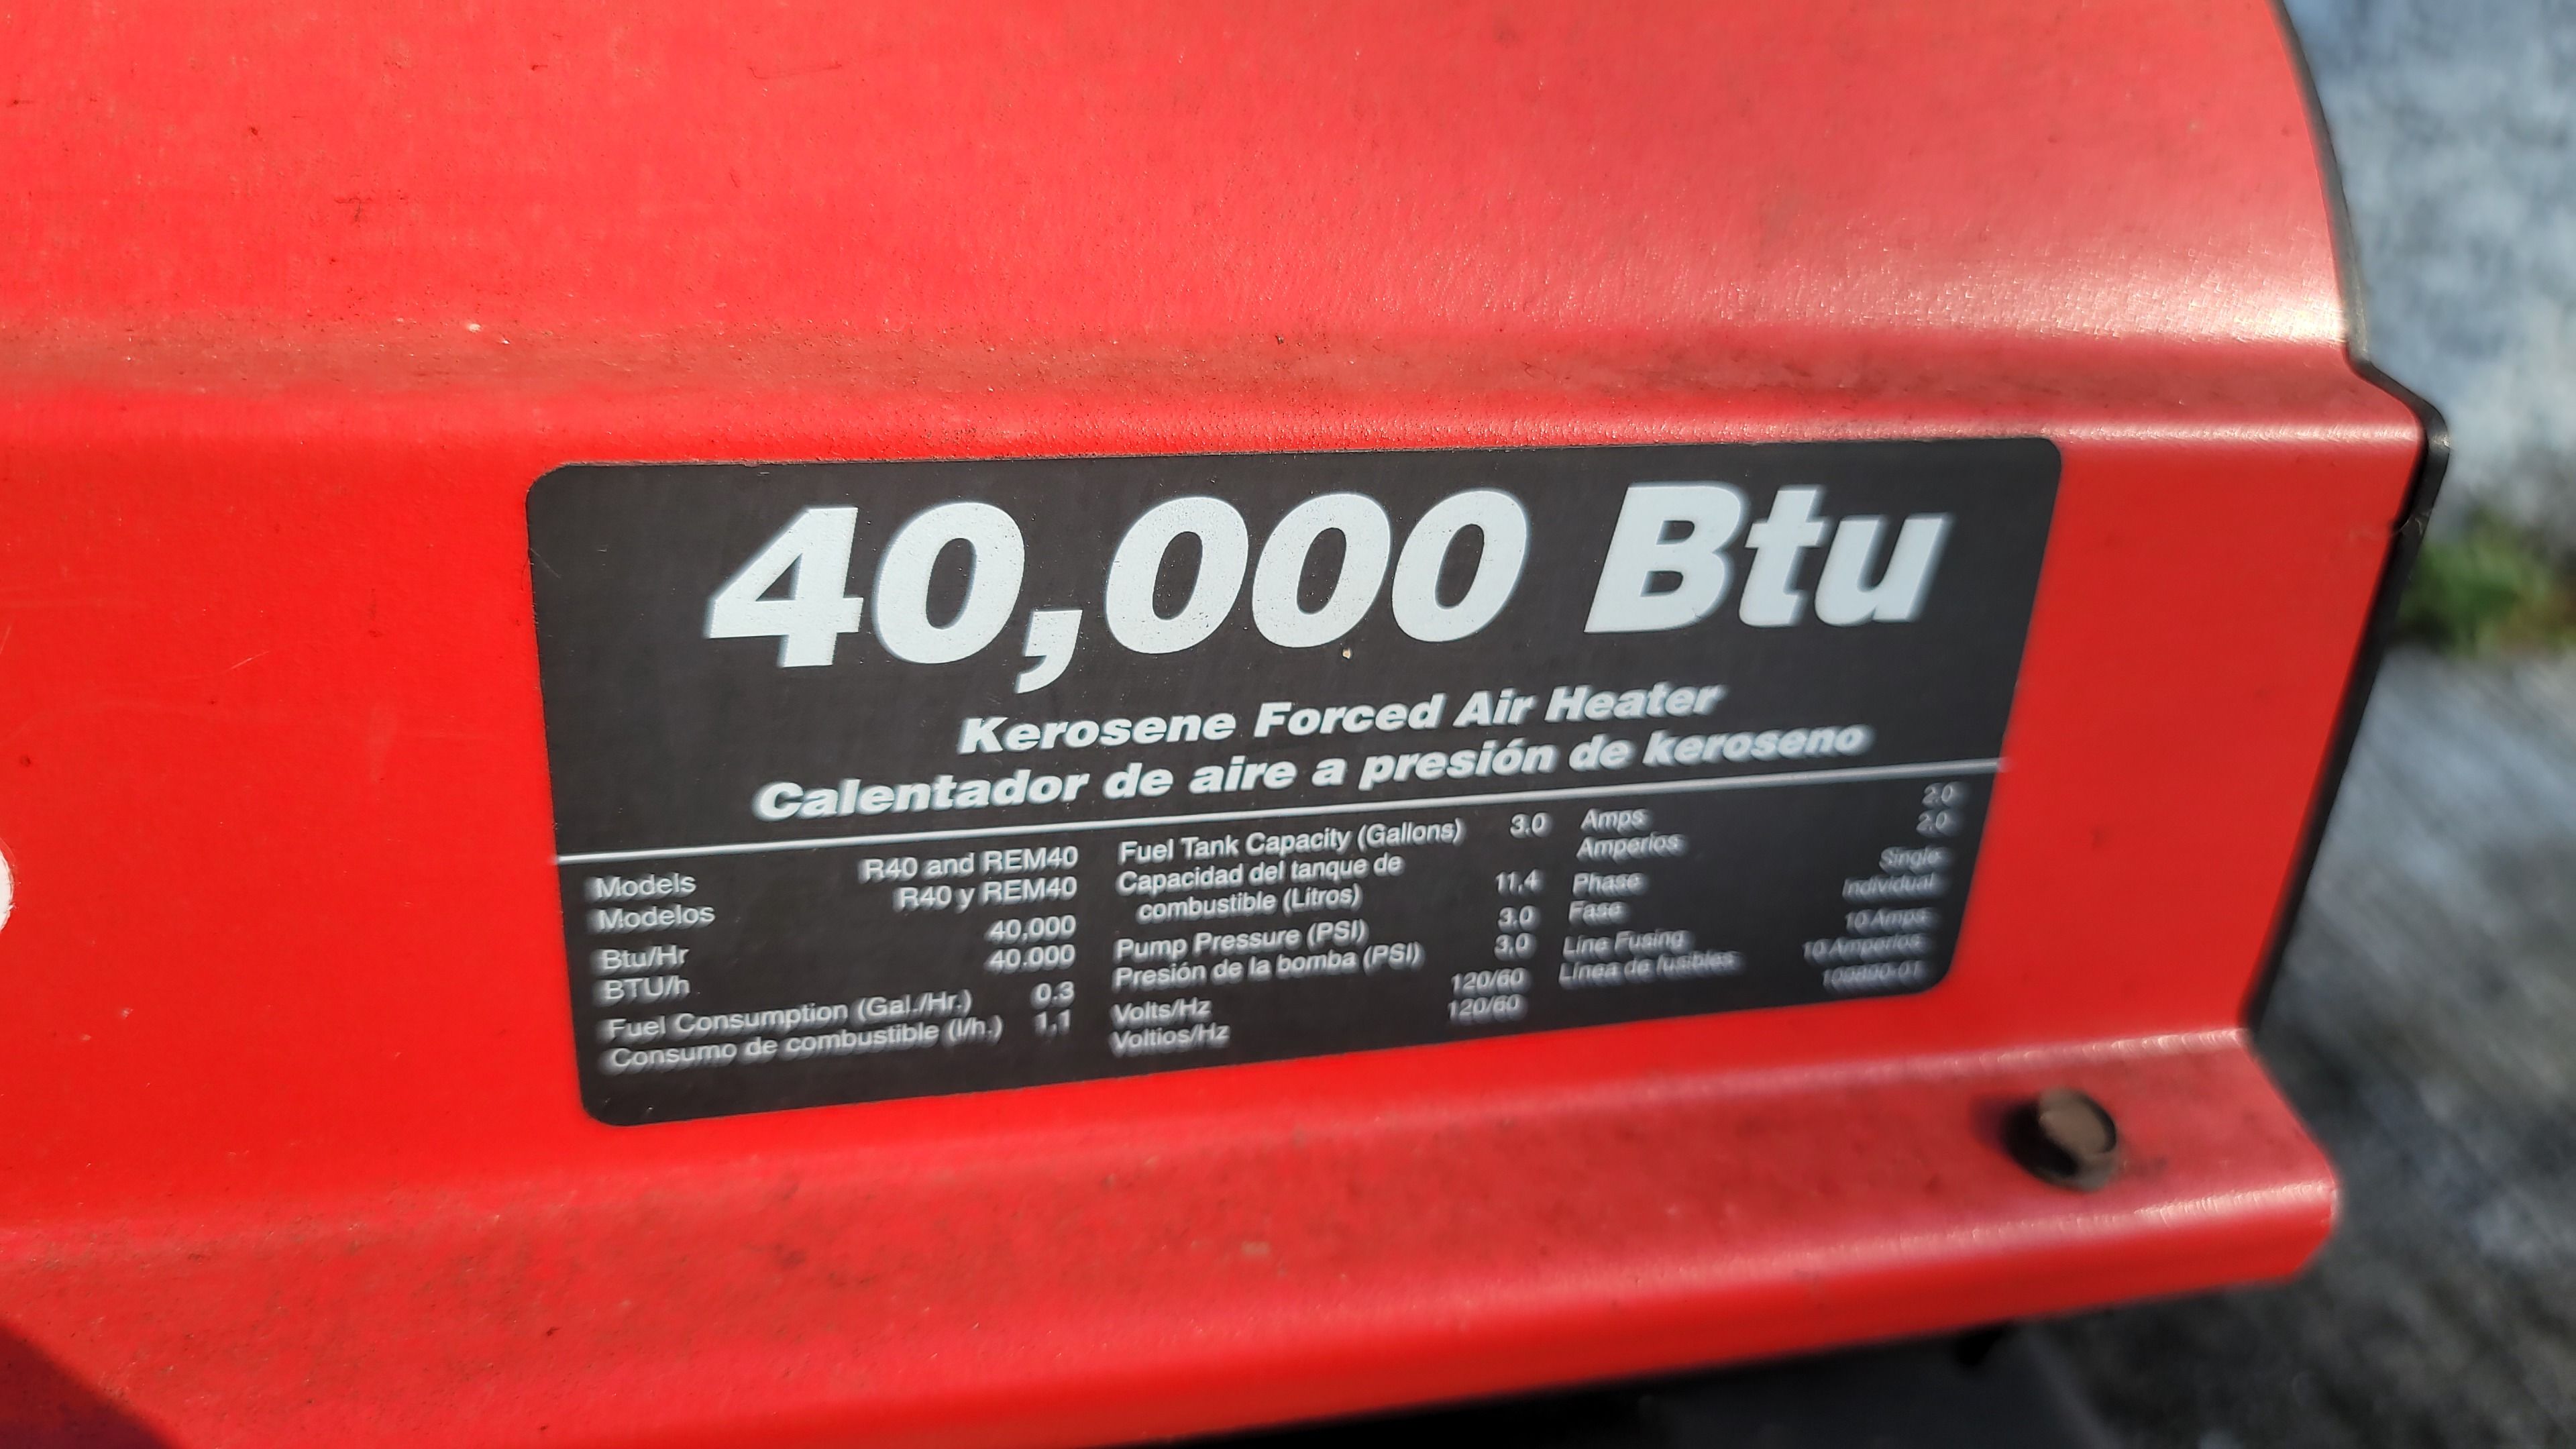 40,000 Btu
Kerosene Forced Air Heater
Calentador de aire a presión de keroseno
Models R40 and REM40
Modelos R40 y REM40
Btu/Hr 40,000
BTU/h 40.000
Fuel Consumption (Gal./Hr.) 0.3
Consumo de combustible (l/h.) 1,1
Fuel Tank Capacity (Gallons) 3.0
Capacidad del tanque de
combustible (Litros) 11,4
Pump Pressure (PSI) 3.0
Presión de la bomba (PSI) 3,0
Volts/Hz 120/60
Voltios/Hz 120/60
Amps 2.0
Amperios 2.0
Phase Single
Fase Individual
Line Fusing 10 Amps
Línea de fusibles 10 Amperios